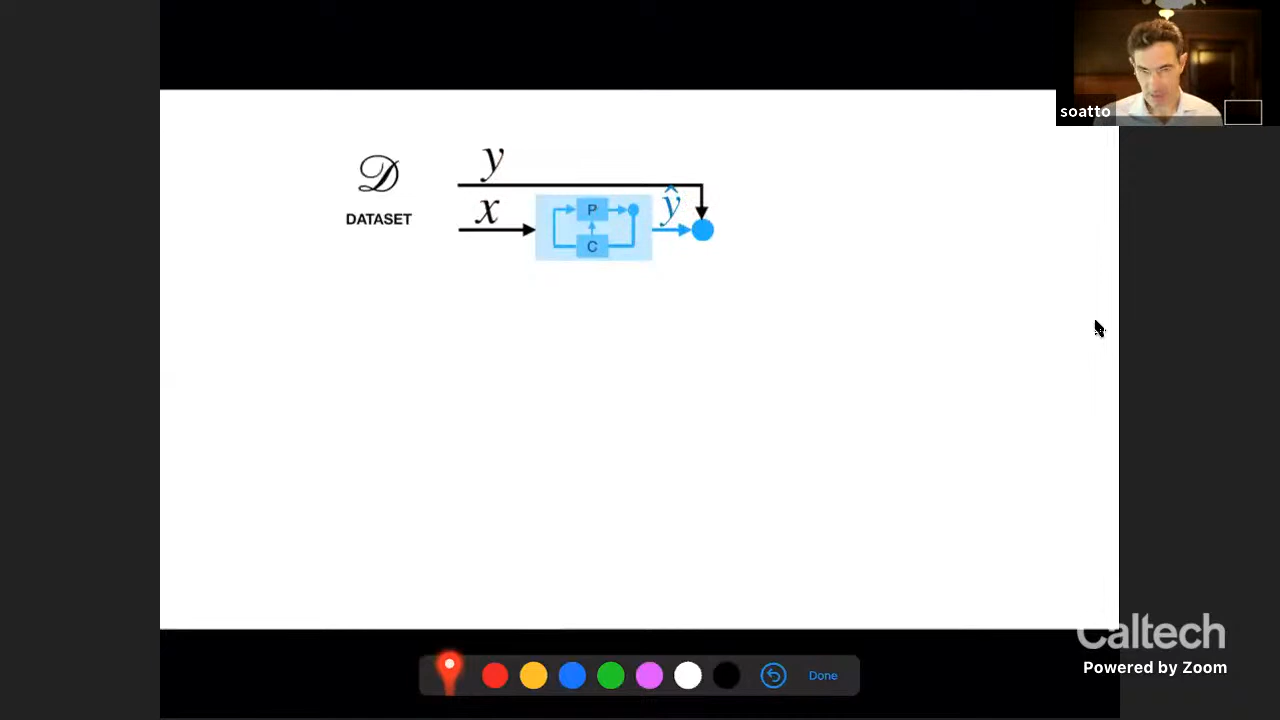 soatto
𝒟
DATASET
y
x
P
C
ŷ
Caltech
Powered by Zoom
Done